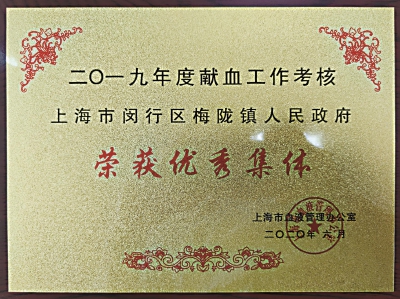 二〇一九年度献血工作考核
上海市闵行区梅陇镇人民政府
荣获优秀集体
上海市血液管理办公室
二〇二〇年 六 月